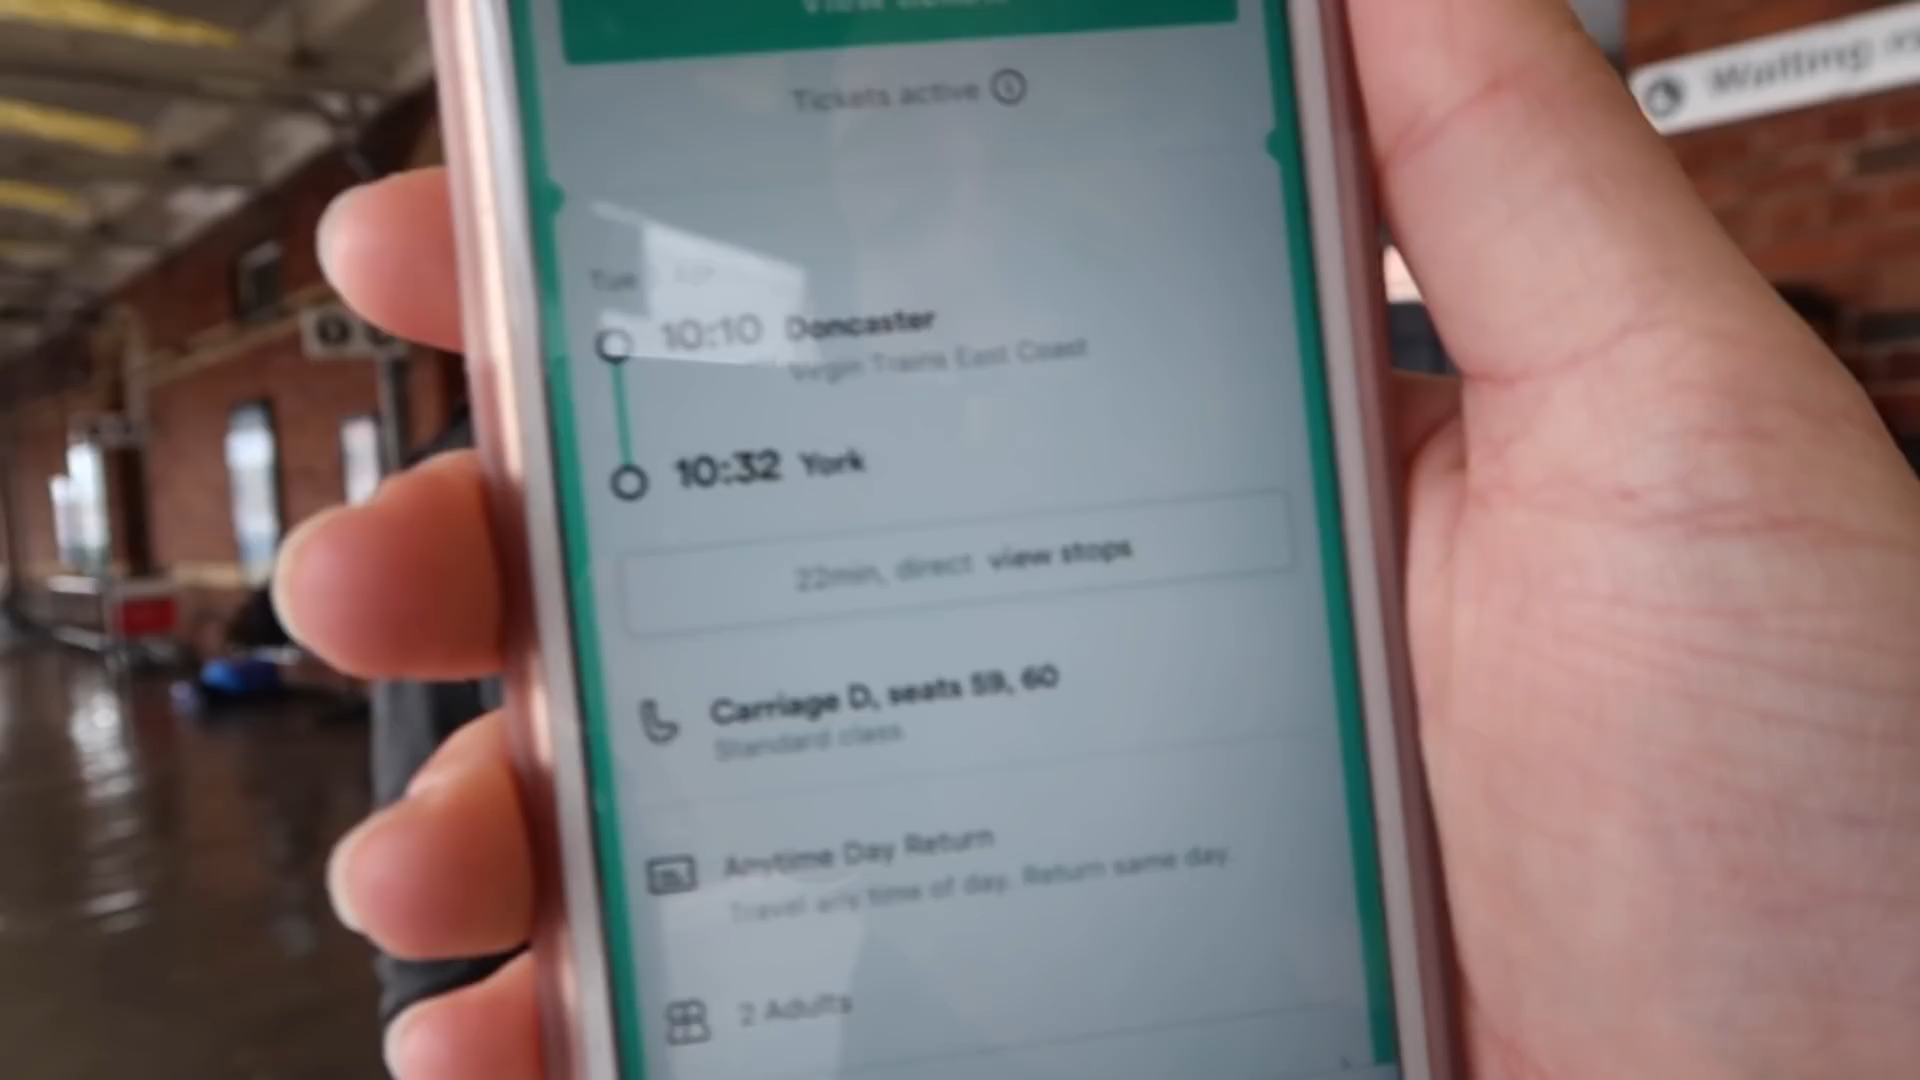 View tickets
Tickets active
Tue
10:10 Doncaster
Virgin Trains East Coast
10:32 York
22min, direct view stops
Carriage D, seats 59, 60
Standard class
Anytime Day Return
Travel any time of day. Return same day.
2 Adults
Waiting